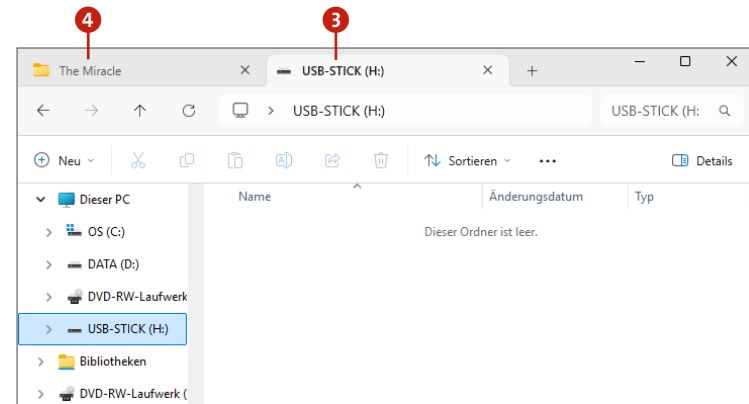 4 3
The Miracle USB-STICK (H:)
USB-STICK (H:) USB-STICK (H:
Neu Sortieren Details
Dieser PC Name Änderungsdatum Typ
OS (C:) Dieser Ordner ist leer.
DATA (D:)
DVD-RW-Laufwerk
USB-STICK (H:)
Bibliotheken
DVD-RW-Laufwerk (